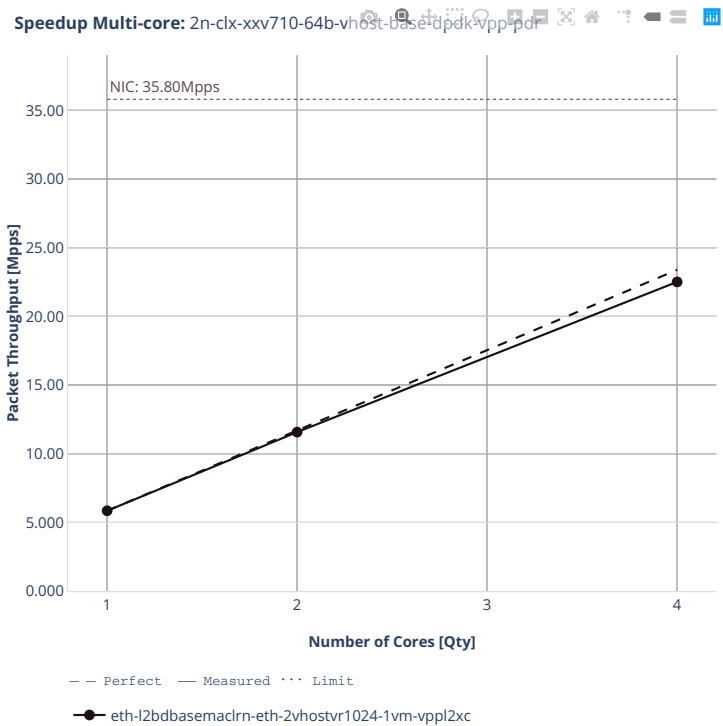 Speedup Multi-core: 2n-clx-xxv710-64b-vhost-base-dpdk-vpp-pdr
NIC: 35.80Mpps
35.00
30.00
25.00
20.00
15.00
10.00
5.000
0.000
Packet Throughput [Mpps]
1 2 3 4
Number of Cores [Qty]
Perfect Measured Limit
eth-l2bdbasemaclrn-eth-2vhostvr1024-1vm-vppl2xc